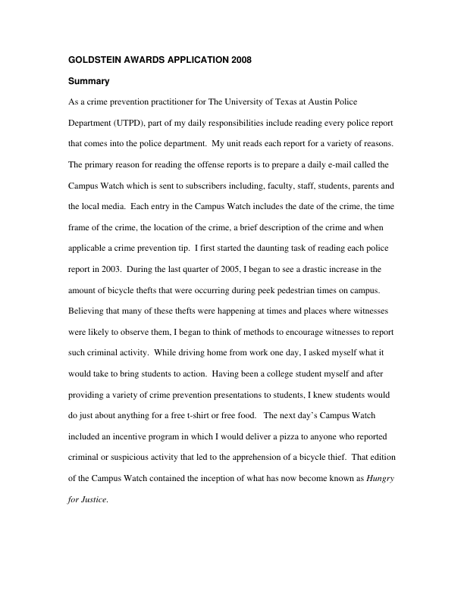 GOLDSTEIN AWARDS APPLICATION 2008
Summary
As a crime prevention practitioner for The University of Texas at Austin Police
Department (UTPD), part of my daily responsibilities include reading every police report
that comes into the police department.  My unit reads each report for a variety of reasons.
The primary reason for reading the offense reports is to prepare a daily e-mail called the
Campus Watch which is sent to subscribers including, faculty, staff, students, parents and
the local media.  Each entry in the Campus Watch includes the date of the crime, the time
frame of the crime, the location of the crime, a brief description of the crime and when
applicable a crime prevention tip.  I first started the daunting task of reading each police
report in 2003.  During the last quarter of 2005, I began to see a drastic increase in the
amount of bicycle thefts that were occurring during peek pedestrian times on campus.
Believing that many of these thefts were happening at times and places where witnesses
were likely to observe them, I began to think of methods to encourage witnesses to report
such criminal activity.  While driving home from work one day, I asked myself what it
would take to bring students to action.  Having been a college student myself and after
providing a variety of crime prevention presentations to students, I knew students would
do just about anything for a free t-shirt or free food.   The next day's Campus Watch
included an incentive program in which I would deliver a pizza to anyone who reported
criminal or suspicious activity that led to the apprehension of a bicycle thief.  That edition
of the Campus Watch contained the inception of what has now become known as Hungry
for Justice.